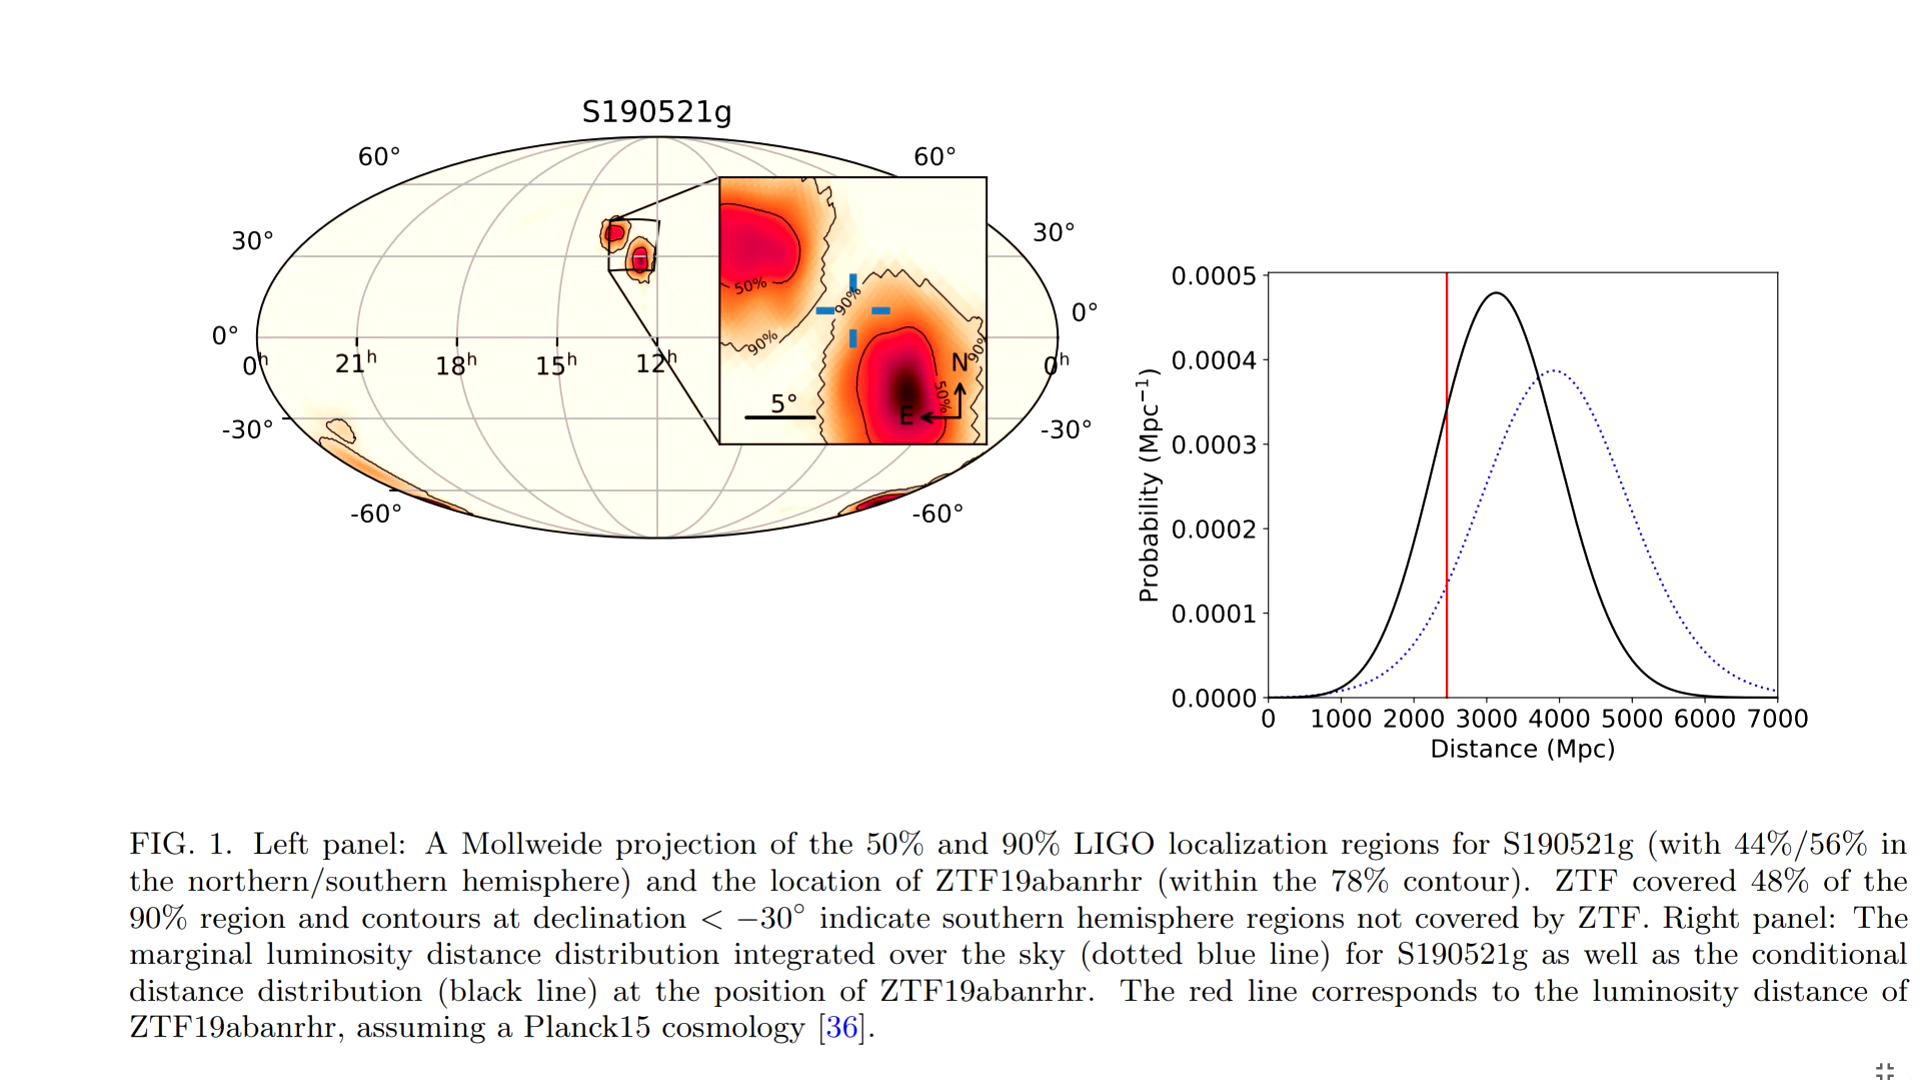 S190521g
60°
60°
30°
30°
0°
0°
0ʰ
21ʰ
18ʰ
15ʰ
12ʰ
0ʰ
-30°
-30°
-60°
-60°
50%
90%
90%
90%
50%
5°
N
E
0.0005
0.0004
0.0003
0.0002
0.0001
0.0000
Probability (Mpc⁻¹)
0 1000 2000 3000 4000 5000 6000 7000
Distance (Mpc)
FIG. 1. Left panel: A Mollweide projection of the 50% and 90% LIGO localization regions for S190521g (with 44%/56% in
the northern/southern hemisphere) and the location of ZTF19abanrhr (within the 78% contour). ZTF covered 48% of the
90% region and contours at declination < −30° indicate southern hemisphere regions not covered by ZTF. Right panel: The
marginal luminosity distance distribution integrated over the sky (dotted blue line) for S190521g as well as the conditional
distance distribution (black line) at the position of ZTF19abanrhr. The red line corresponds to the luminosity distance of
ZTF19abanrhr, assuming a Planck15 cosmology [36].